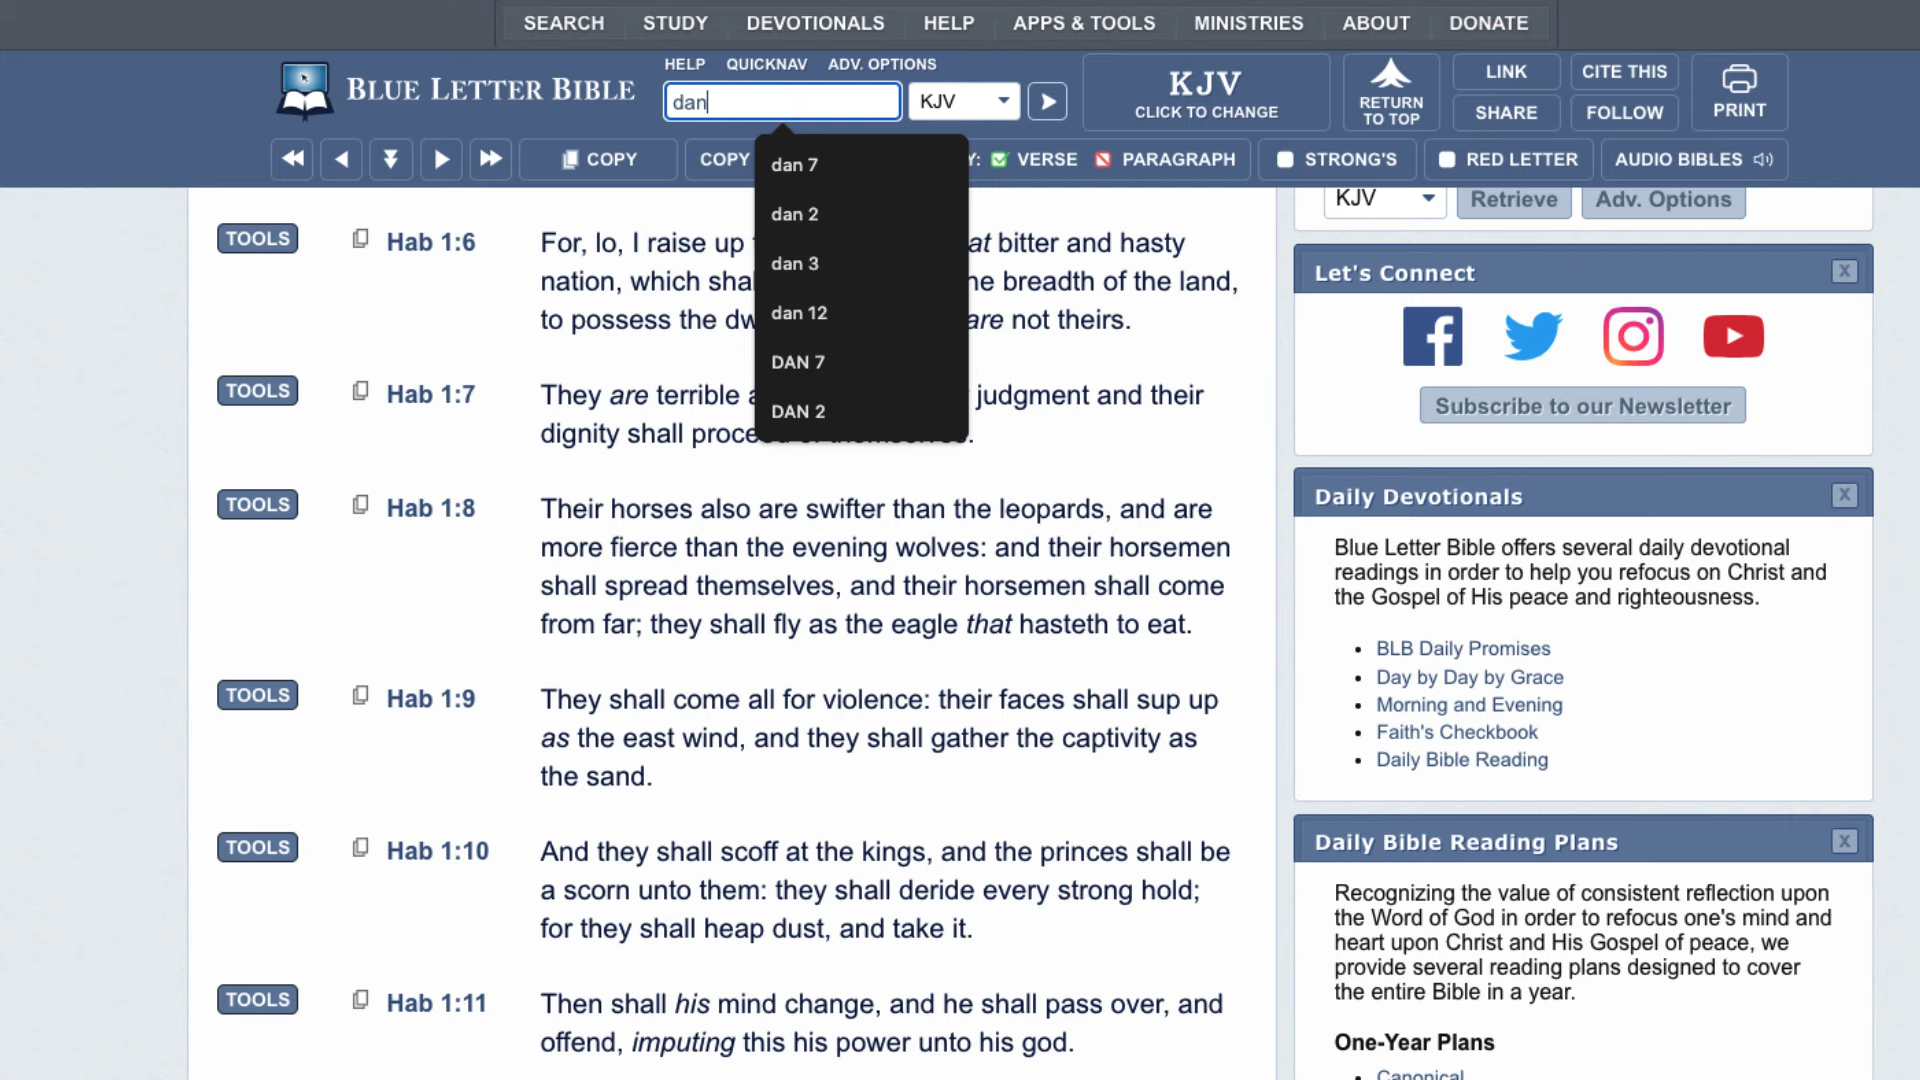 SEARCH STUDY DEVOTIONALS HELP APPS & TOOLS MINISTRIES ABOUT DONATE
BLUE LETTER BIBLE
HELP QUICKNAV ADV. OPTIONS
dan
KJV
KJV
CLICK TO CHANGE
RETURN
TO TOP
LINK
CITE THIS
SHARE
FOLLOW
PRINT
COPY
COPY
Y:
VERSE
PARAGRAPH
STRONG'S
RED LETTER
AUDIO BIBLES
dan 7
dan 2
dan 3
dan 12
DAN 7
DAN 2
TOOLS
Hab 1:6
For, lo, I raise up at bitter and hasty
nation, which breadth of the land,
to possess the are not theirs.
TOOLS
Hab 1:7
They are terrible judgment and their
dignity shall
TOOLS
Hab 1:8
Their horses also are swifter than the leopards, and are
more fierce than the evening wolves: and their horsemen
shall spread themselves, and their horsemen shall come
from far; they shall fly as the eagle that hasteth to eat.
TOOLS
Hab 1:9
They shall come all for violence: their faces shall sup up
as the east wind, and they shall gather the captivity as
the sand.
TOOLS
Hab 1:10
And they shall scoff at the kings, and the princes shall be
a scorn unto them: they shall deride every strong hold;
for they shall heap dust, and take it.
TOOLS
Hab 1:11
Then shall his mind change, and he shall pass over, and
offend, imputing this his power unto his god.
KJV
Retrieve
Adv. Options
Let's Connect
X
Subscribe to our Newsletter
Daily Devotionals
X
Blue Letter Bible offers several daily devotional
readings in order to help you refocus on Christ and
the Gospel of His peace and righteousness.
• BLB Daily Promises
• Day by Day by Grace
• Morning and Evening
• Faith's Checkbook
• Daily Bible Reading
Daily Bible Reading Plans
X
Recognizing the value of consistent reflection upon
the Word of God in order to refocus one's mind and
heart upon Christ and His Gospel of peace, we
provide several reading plans designed to cover
the entire Bible in a year.
One-Year Plans
• Canonical